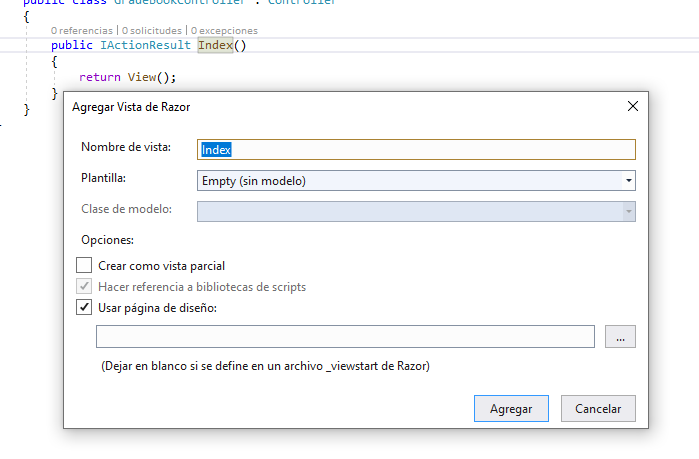 public class GradebookController : Controller
{
0 referencias | 0 solicitudes | 0 excepciones
public IActionResult Index()
{
return View();
}
}
Agregar Vista de Razor
Nombre de vista:
Index
Plantilla:
Empty (sin modelo)
Clase de modelo:
Opciones:
Crear como vista parcial
Hacer referencia a bibliotecas de scripts
Usar página de diseño:
...
(Dejar en blanco si se define en un archivo _viewstart de Razor)
Agregar
Cancelar